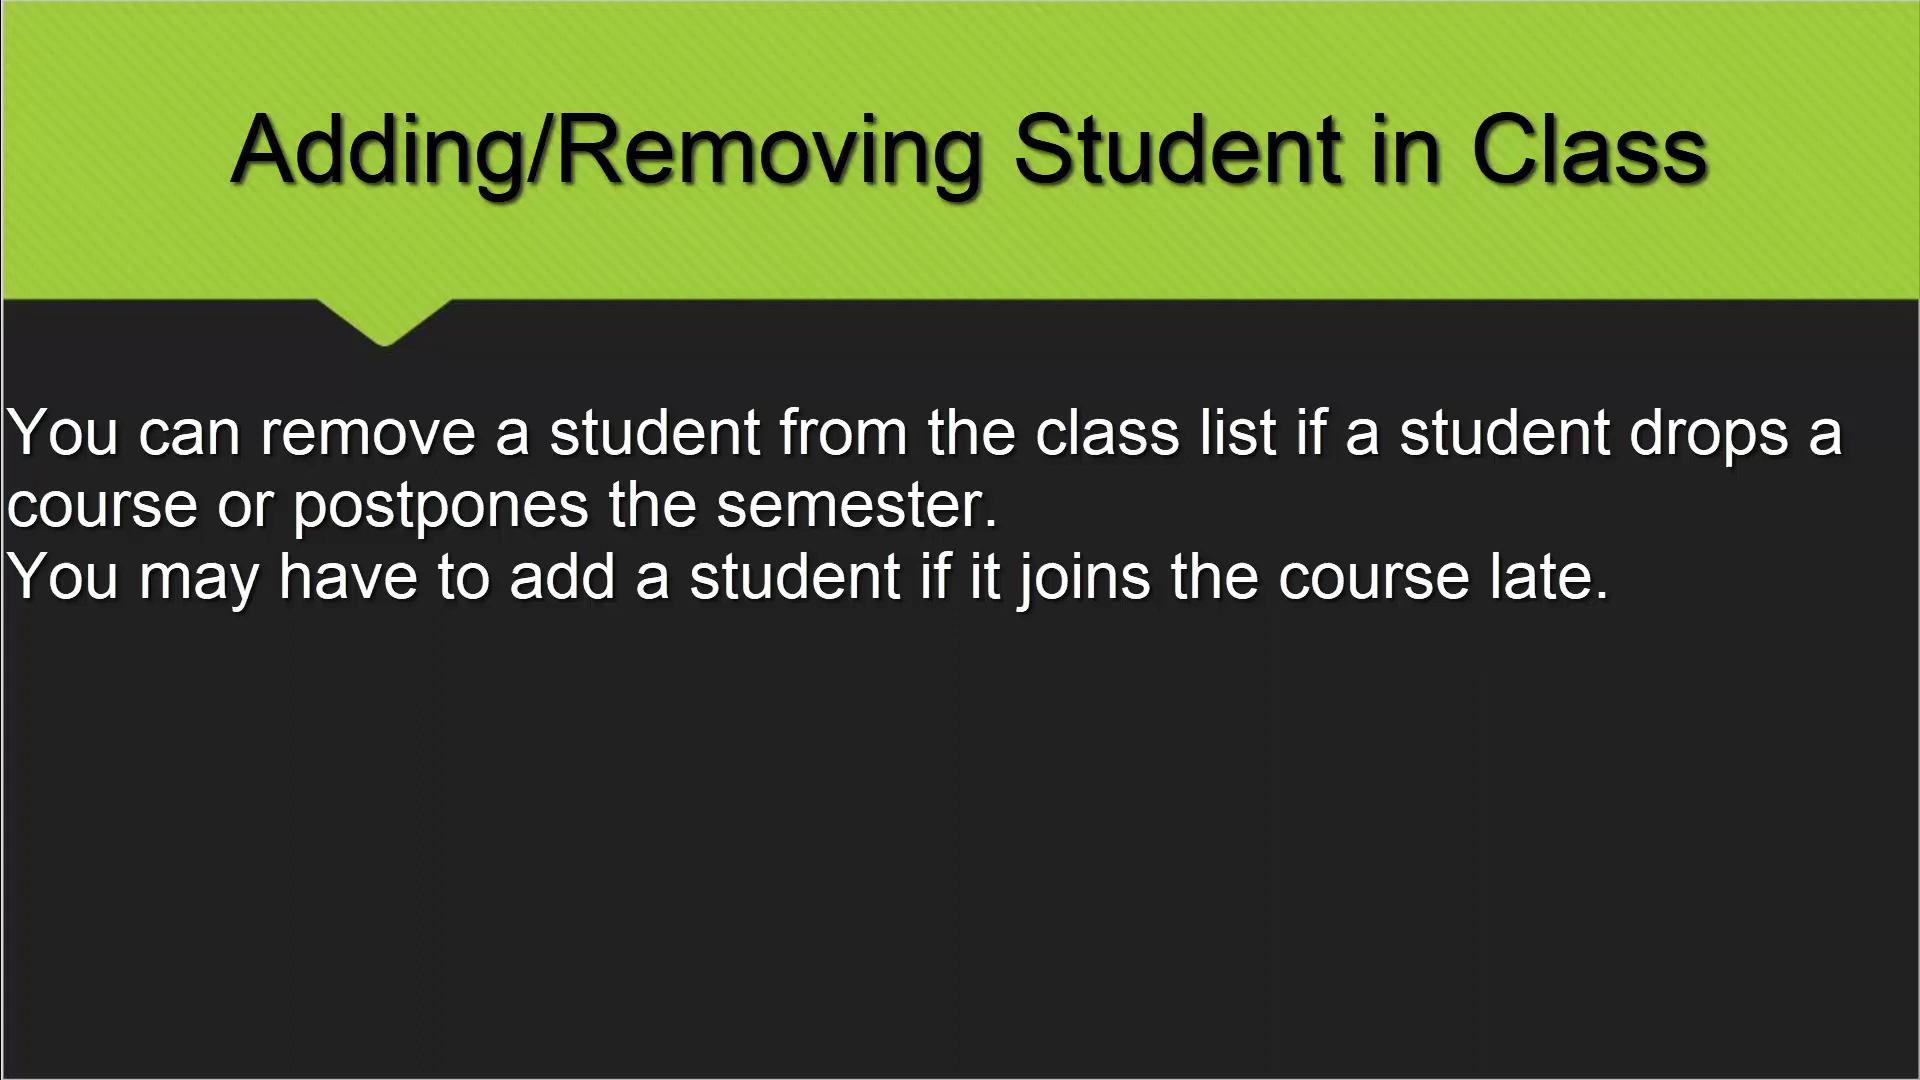 Adding/Removing Student in Class
You can remove a student from the class list if a student drops a
course or postpones the semester.
You may have to add a student if it joins the course late.